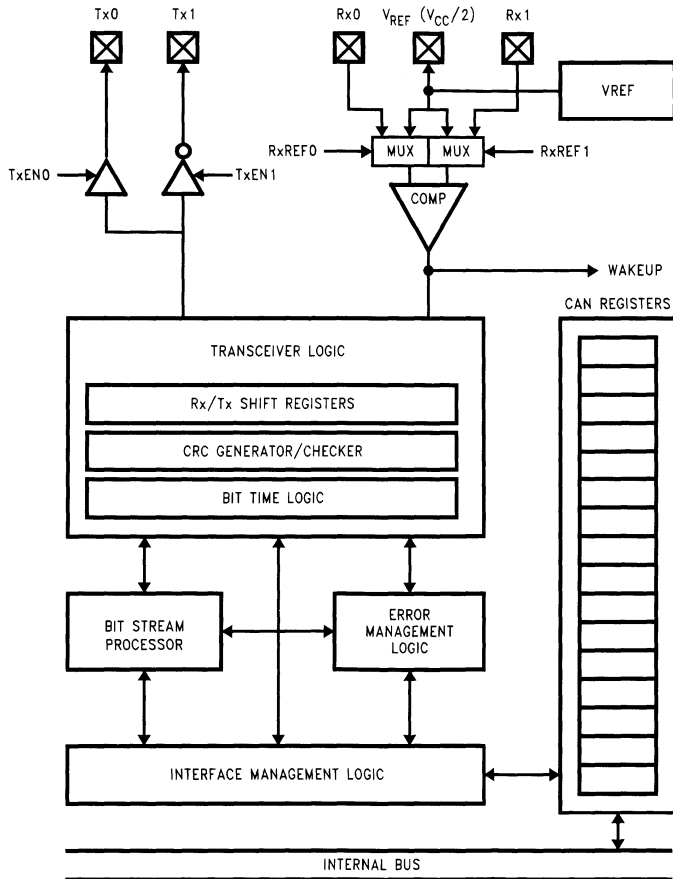 Tx0
Tx1
Rx0
VREF (VCC/2)
Rx1
VREF
RxREF0
MUX
MUX
RxREF1
TxEN0
TxEN1
COMP
WAKEUP
CAN REGISTERS
TRANSCEIVER LOGIC
Rx/Tx SHIFT REGISTERS
CRC GENERATOR/CHECKER
BIT TIME LOGIC
BIT STREAM
PROCESSOR
ERROR
MANAGEMENT
LOGIC
INTERFACE MANAGEMENT LOGIC
INTERNAL BUS